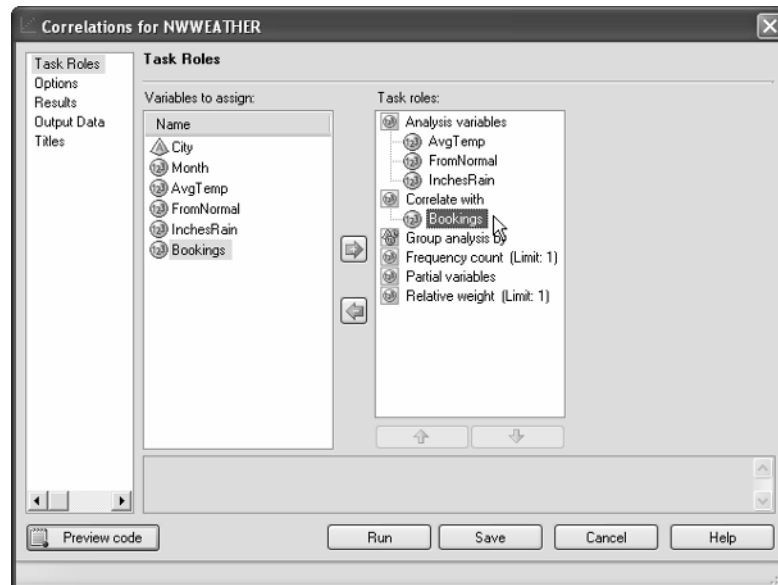 Correlations for NWWEATHER
Task Roles
Options
Results
Output Data
Titles
Task Roles
Variables to assign:
Name
City
Month
AvgTemp
FromNormal
InchesRain
Bookings
Task roles:
Analysis variables
AvgTemp
FromNormal
InchesRain
Correlate with
Bookings
Group analysis by
Frequency count (Limit: 1)
Partial variables
Relative weight (Limit: 1)
Preview code
Run
Save
Cancel
Help